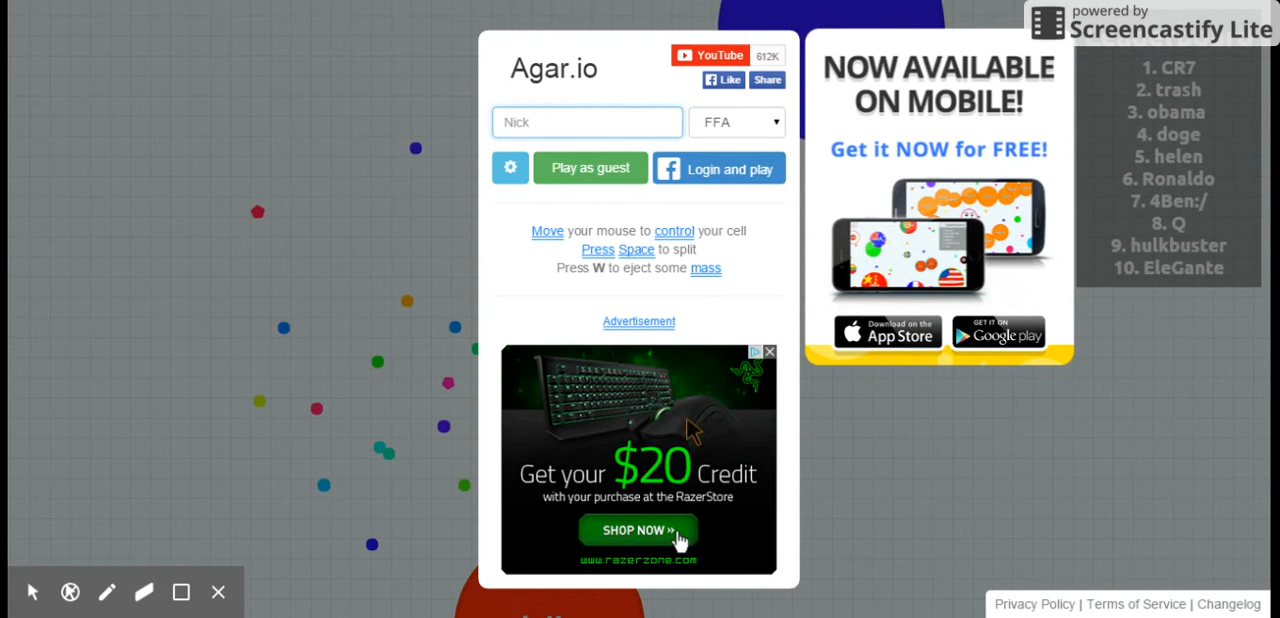 powered by
Screencastify Lite
Agar.io
YouTube 612K
Like Share
Nick
FFA
Play as guest
Login and play
Move your mouse to control your cell
Press Space to split
Press W to eject some mass
Advertisement
Get your $20 Credit
with your purchase at the RazerStore
SHOP NOW »
www.razerzone.com
NOW AVAILABLE
ON MOBILE!
Get it NOW for FREE!
Download on the
App Store
GET IT ON
Google play
1. CR7
2. trash
3. obama
4. doge
5. helen
6. Ronaldo
7. 4Ben:/
8. Q
9. hulkbuster
10. EleGante
Privacy Policy | Terms of Service | Changelog